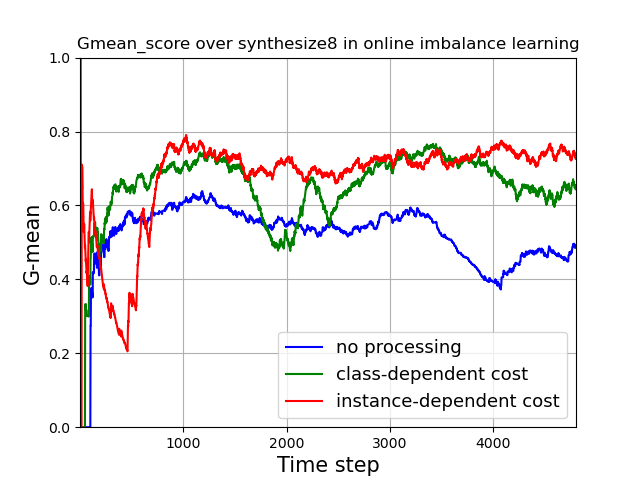 Gmean_score over synthesize8 in online imbalance learning
1.0
0.8
0.6
0.4
0.2
0.0
G-mean
no processing
class-dependent cost
instance-dependent cost
1000 2000 3000 4000
Time step